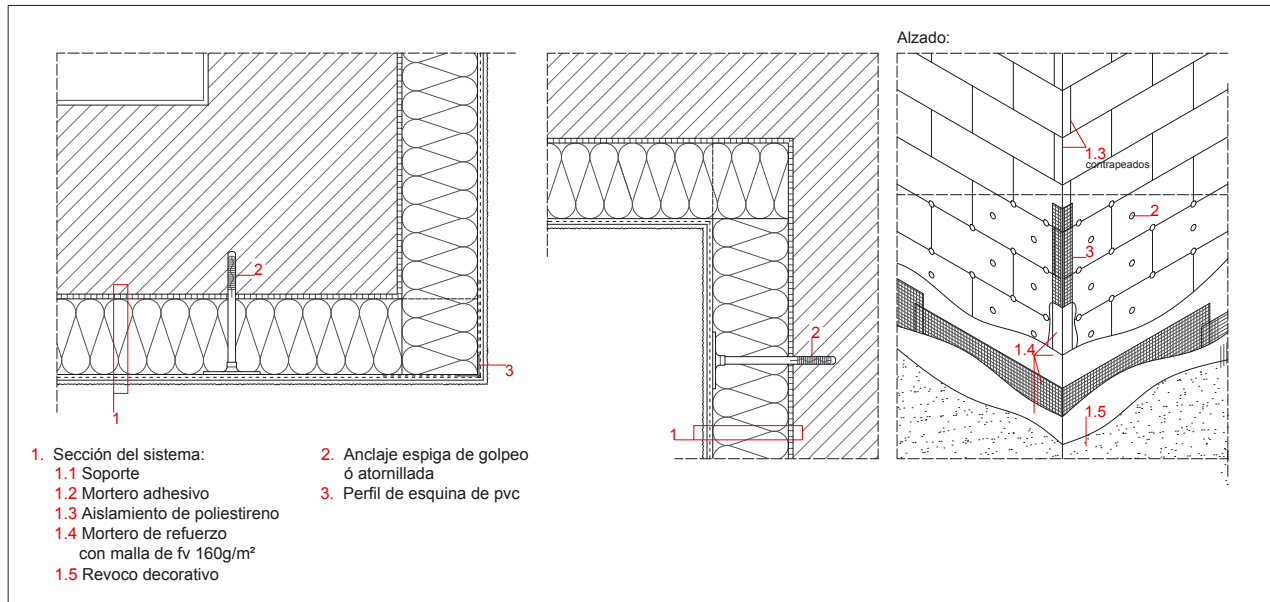 Alzado:
1.3
contrapeados
2
2
3
2
3
1.4
1
1
1.5
1. Sección del sistema:
1.1 Soporte
1.2 Mortero adhesivo
1.3 Aislamiento de poliestireno
1.4 Mortero de refuerzo
con malla de fv 160g/m²
1.5 Revoco decorativo
2. Anclaje espiga de golpeo
ó atornillada
3. Perfil de esquina de pvc